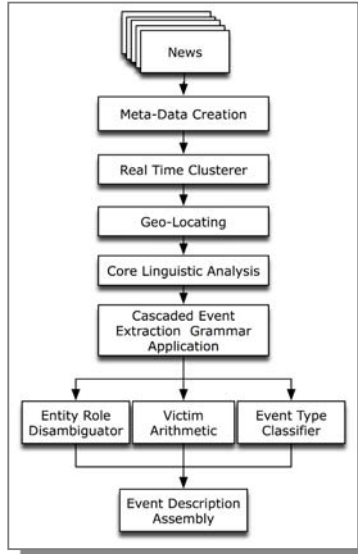 News
Meta-Data Creation
Real Time Clusterer
Geo-Locating
Core Linguistic Analysis
Cascaded Event
Extraction Grammar
Application
Entity Role
Disambiguator
Victim
Arithmetic
Event Type
Classifier
Event Description
Assembly